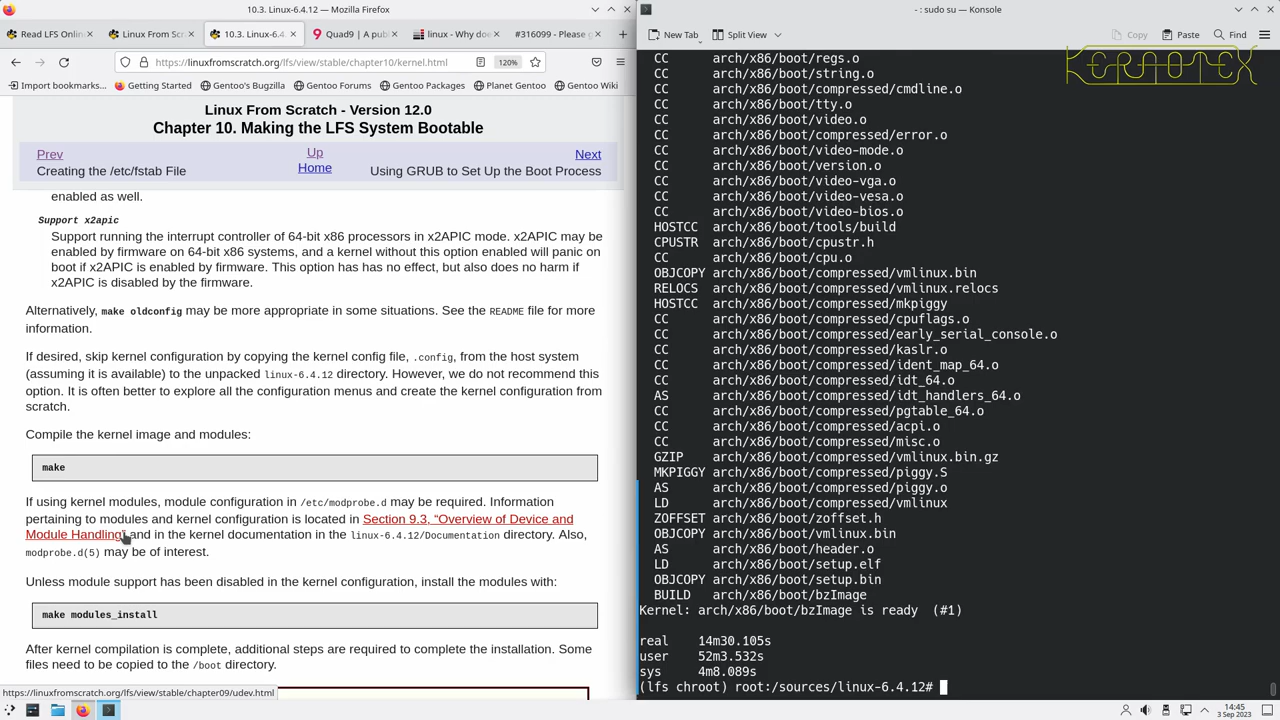 10.3. Linux-6.4.12 — Mozilla Firefox
Read LFS Onlin
Linux From Scra
10.3. Linux-6.4
Quad9 | A publ
linux - Why doe
#316099 - Please g
https://linuxfromscratch.org/lfs/view/stable/chapter10/kernel.html
120%
Import bookmarks...
Getting Started
Gentoo's Bugzilla
Gentoo Forums
Gentoo Packages
Planet Gentoo
Gentoo Wiki
Linux From Scratch - Version 12.0
Chapter 10. Making the LFS System Bootable
Prev
Up
Next
Creating the /etc/fstab File
Home
Using GRUB to Set Up the Boot Process
enabled as well.
Support x2apic
Support running the interrupt controller of 64-bit x86 processors in x2APIC mode. x2APIC may be
enabled by firmware on 64-bit x86 systems, and a kernel without this option enabled will panic on
boot if x2APIC is enabled by firmware. This option has has no effect, but also does no harm if
x2APIC is disabled by the firmware.
Alternatively, make oldconfig may be more appropriate in some situations. See the README file for more
information.
If desired, skip kernel configuration by copying the kernel config file, .config, from the host system
(assuming it is available) to the unpacked linux-6.4.12 directory. However, we do not recommend this
option. It is often better to explore all the configuration menus and create the kernel configuration from
scratch.
Compile the kernel image and modules:
make
If using kernel modules, module configuration in /etc/modprobe.d may be required. Information
pertaining to modules and kernel configuration is located in Section 9.3, “Overview of Device and
Module Handling” and in the kernel documentation in the linux-6.4.12/Documentation directory. Also,
modprobe.d(5) may be of interest.
Unless module support has been disabled in the kernel configuration, install the modules with:
make modules_install
After kernel compilation is complete, additional steps are required to complete the installation. Some
files need to be copied to the /boot directory.
https://linuxfromscratch.org/lfs/view/stable/chapter09/udev.html
- : sudo su — Konsole
New Tab
Split View
Copy
Paste
Find
KERNOTEX
CC arch/x86/boot/regs.o
CC arch/x86/boot/string.o
CC arch/x86/boot/compressed/cmdline.o
CC arch/x86/boot/tty.o
CC arch/x86/boot/video.o
CC arch/x86/boot/compressed/error.o
CC arch/x86/boot/video-mode.o
CC arch/x86/boot/version.o
CC arch/x86/boot/video-vga.o
CC arch/x86/boot/video-vesa.o
CC arch/x86/boot/video-bios.o
HOSTCC arch/x86/boot/tools/build
CPUSTR arch/x86/boot/cpustr.h
CC arch/x86/boot/cpu.o
OBJCOPY arch/x86/boot/compressed/vmlinux.bin
RELOCS arch/x86/boot/compressed/vmlinux.relocs
HOSTCC arch/x86/boot/compressed/mkpiggy
CC arch/x86/boot/compressed/cpuflags.o
CC arch/x86/boot/compressed/early_serial_console.o
CC arch/x86/boot/compressed/kaslr.o
CC arch/x86/boot/compressed/ident_map_64.o
CC arch/x86/boot/compressed/idt_64.o
AS arch/x86/boot/compressed/idt_handlers_64.o
CC arch/x86/boot/compressed/pgtable_64.o
CC arch/x86/boot/compressed/acpi.o
CC arch/x86/boot/compressed/misc.o
GZIP arch/x86/boot/compressed/vmlinux.bin.gz
MKPIGGY arch/x86/boot/compressed/piggy.S
AS arch/x86/boot/compressed/piggy.o
LD arch/x86/boot/compressed/vmlinux
ZOFFSET arch/x86/boot/zoffset.h
OBJCOPY arch/x86/boot/vmlinux.bin
AS arch/x86/boot/header.o
LD arch/x86/boot/setup.elf
OBJCOPY arch/x86/boot/setup.bin
BUILD arch/x86/boot/bzImage
Kernel: arch/x86/boot/bzImage is ready (#1)
real 14m30.105s
user 52m3.532s
sys 4m8.089s
(lfs chroot) root:/sources/linux-6.4.12#
14:45
3 Sep 2023